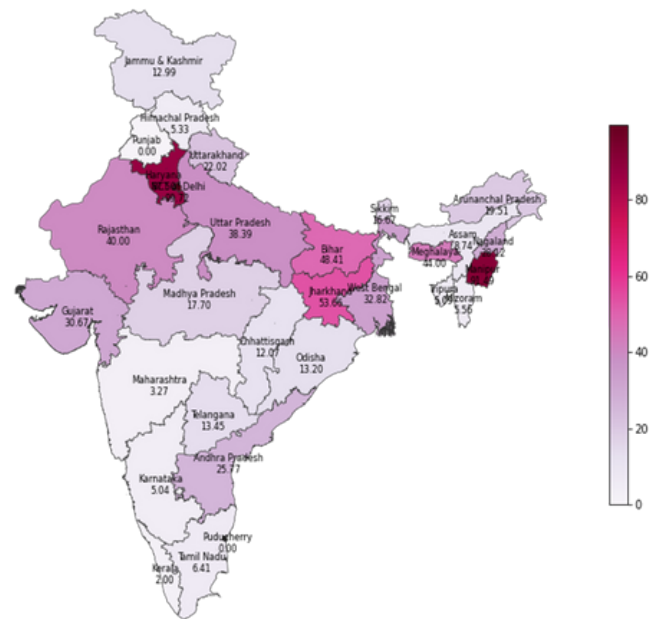 Jammu & Kashmir
12.99
Himachal Pradesh
5.33
Punjab
0.00
Uttarakhand
22.02
Haryana
Delhi
Rajasthan
40.00
Uttar Pradesh
38.39
Sikkim
16.67
Arunanchal Pradesh
19.51
Assam
8.74
Nagaland
Meghalaya
44.00
Bihar
48.41
Jharkhand
53.66
West Bengal
32.82
Tripura
Mizoram
5.56
Gujarat
30.67
Madhya Pradesh
17.70
Chhattisgarh
12.07
Odisha
13.20
Maharashtra
3.27
Telangana
13.45
Andhra Pradesh
25.77
Karnataka
5.04
Puducherry
0.00
Tamil Nadu
6.41
Kerala
2.00
80
60
40
20
0